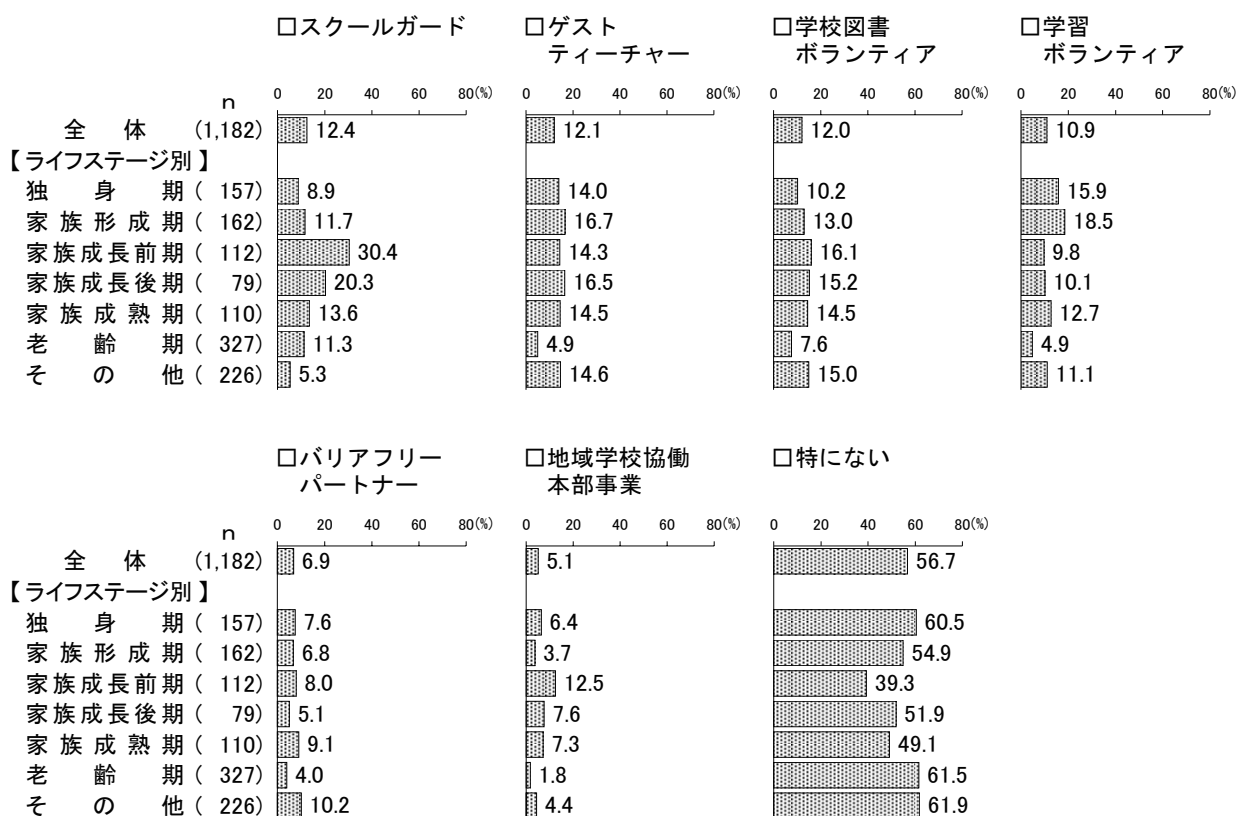 □スクールガード □ゲスト □学校図書 □学習
ティーチャー ボランティア ボランティア
0 20 40 60 80(%) 0 20 40 60 80(%) 0 20 40 60 80(%) 0 20 40 60 80(%)
n
全 体 (1,182) 12.4 12.1 12.0 10.9
【ライフステージ別】
独 身 期 ( 157) 8.9 14.0 10.2 15.9
家 族 形 成 期 ( 162) 11.7 16.7 13.0 18.5
家族成長前期 ( 112) 30.4 14.3 16.1 9.8
家族成長後期 ( 79) 20.3 16.5 15.2 10.1
家 族 成 熟 期 ( 110) 13.6 14.5 14.5 12.7
老 齢 期 ( 327) 11.3 4.9 7.6 4.9
そ の 他 ( 226) 5.3 14.6 15.0 11.1
□バリアフリー □地域学校協働 □特にない
パートナー 本部事業
0 20 40 60 80(%) 0 20 40 60 80(%) 0 20 40 60 80(%)
n
全 体 (1,182) 6.9 5.1 56.7
【ライフステージ別】
独 身 期 ( 157) 7.6 6.4 60.5
家 族 形 成 期 ( 162) 6.8 3.7 54.9
家族成長前期 ( 112) 8.0 12.5 39.3
家族成長後期 ( 79) 5.1 7.6 51.9
家 族 成 熟 期 ( 110) 9.1 7.3 49.1
老 齢 期 ( 327) 4.0 1.8 61.5
そ の 他 ( 226) 10.2 4.4 61.9